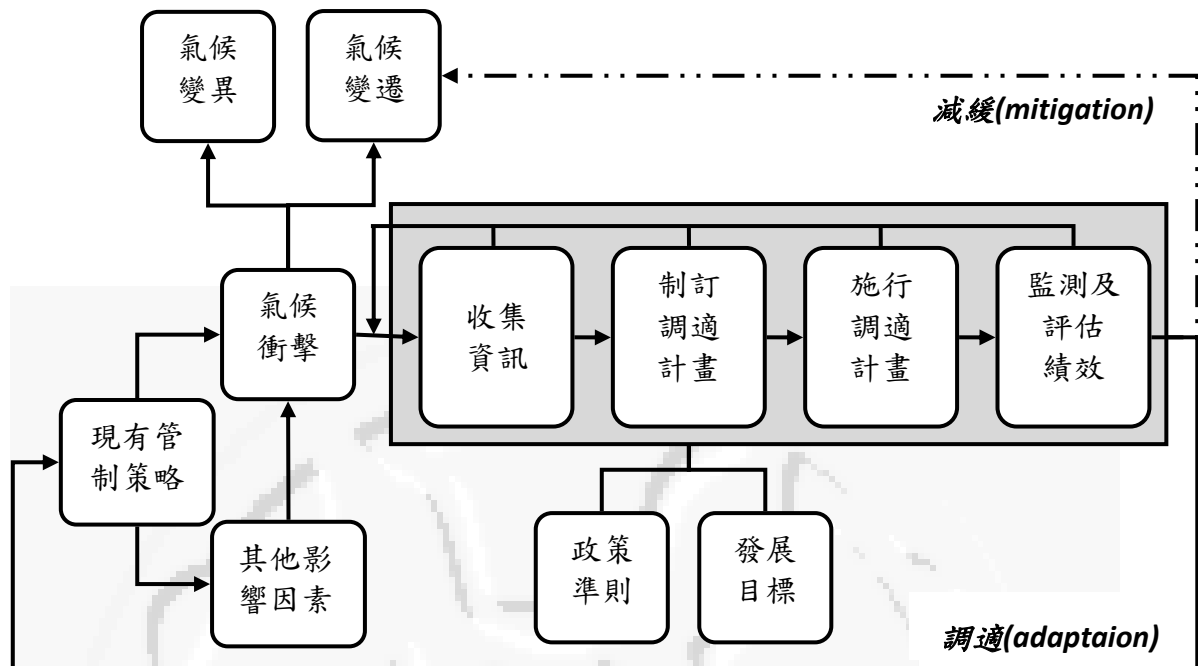 氣候
變異
氣候
變遷
減緩(mitigation)
氣候
衝擊
收集
資訊
制訂
調適
計畫
施行
調適
計畫
監測及
評估
績效
現有管
制策略
其他影
響因素
政策
準則
發展
目標
調適(adaptaion)